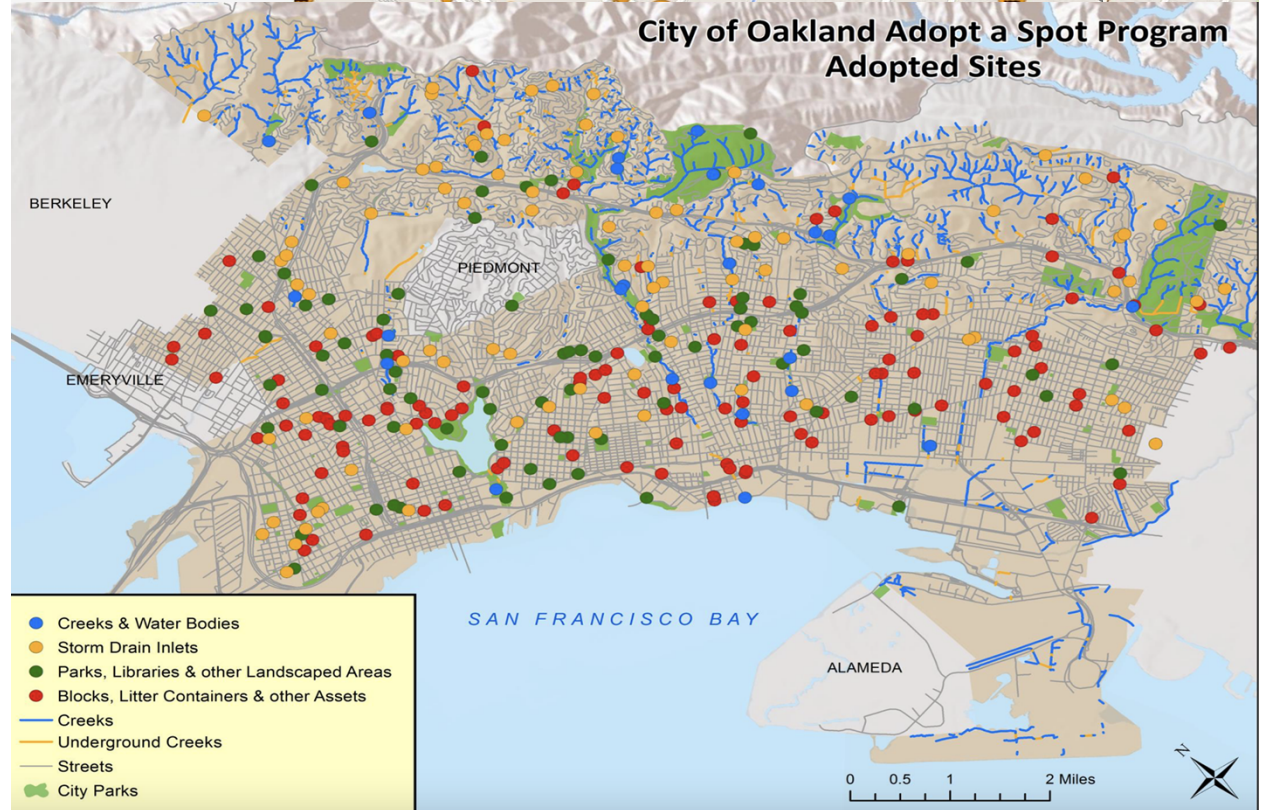 City of Oakland Adopt a Spot Program
Adopted Sites
BERKELEY
PIEDMONT
EMERYVILLE
SAN FRANCISCO BAY
ALAMEDA
Creeks & Water Bodies
Storm Drain Inlets
Parks, Libraries & other Landscaped Areas
Blocks, Litter Containers & other Assets
Creeks
Underground Creeks
Streets
City Parks
N
0 0.5 1 2 Miles